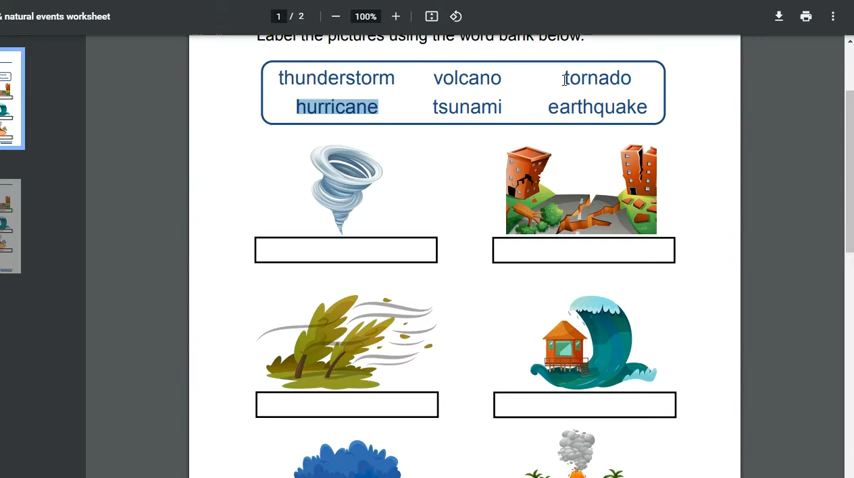 & natural events worksheet
1 / 2
100%
Label the pictures using the word bank below.
thunderstorm volcano tornado
hurricane tsunami earthquake